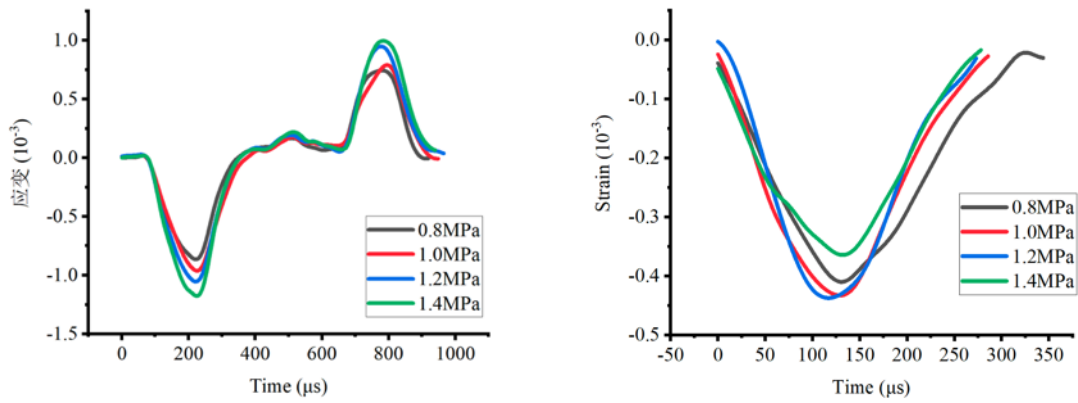 1.0
0.5
0.0
-0.5
-1.0
-1.5
应变 (10⁻³)
0 200 400 600 800 1000
Time (μs)
0.8MPa
1.0MPa
1.2MPa
1.4MPa
0.0
-0.1
-0.2
-0.3
-0.4
-0.5
Strain (10⁻³)
-50 0 50 100 150 200 250 300 350
Time (μs)
0.8MPa
1.0MPa
1.2MPa
1.4MPa